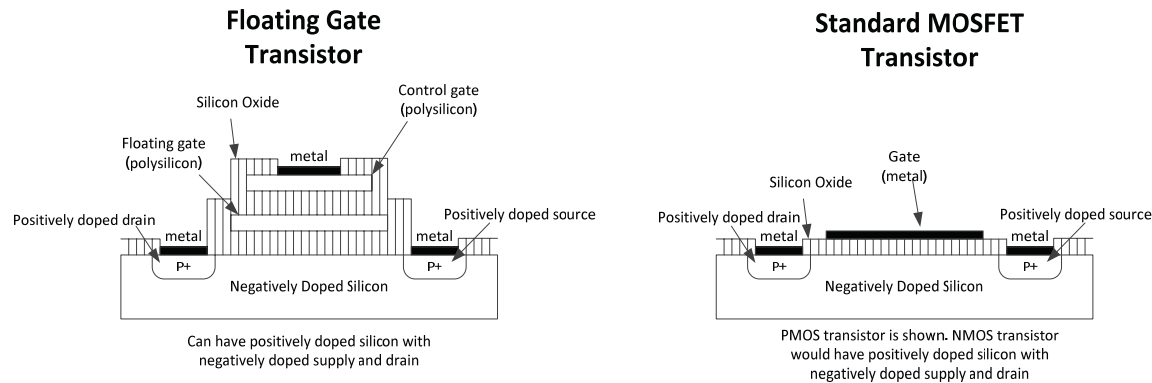 Floating Gate
Transistor
Silicon Oxide
Control gate
(polysilicon)
Floating gate
(polysilicon)
metal
Positively doped drain
metal
P+
Positively doped source
metal
P+
Negatively Doped Silicon
Can have positively doped silicon with
negatively doped supply and drain
Standard MOSFET
Transistor
Gate
(metal)
Silicon Oxide
Positively doped drain
metal
P+
Positively doped source
metal
P+
Negatively Doped Silicon
PMOS transistor is shown. NMOS transistor
would have positively doped silicon with
negatively doped supply and drain